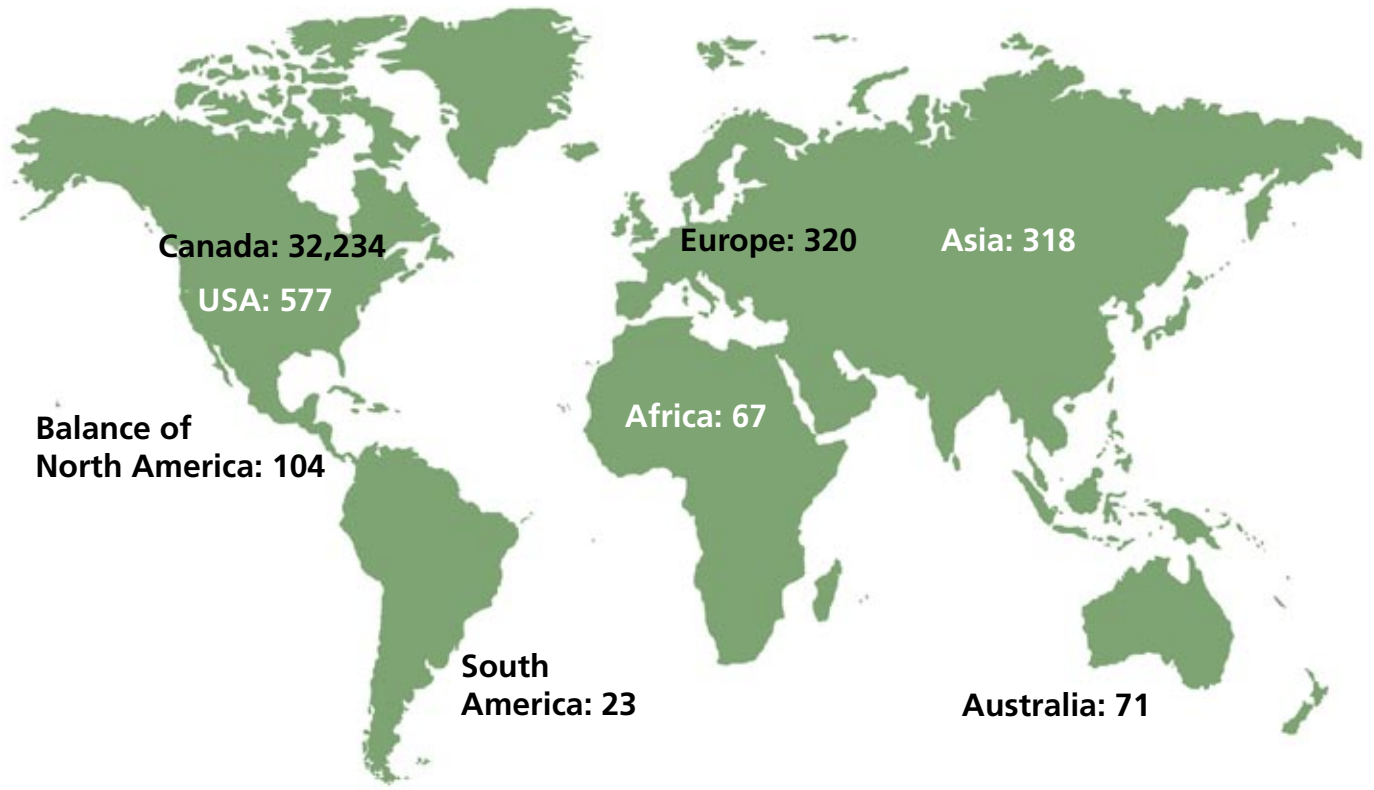 Canada: 32,234
USA: 577
Europe: 320
Asia: 318
Africa: 67
Balance of
North America: 104
South
America: 23
Australia: 71